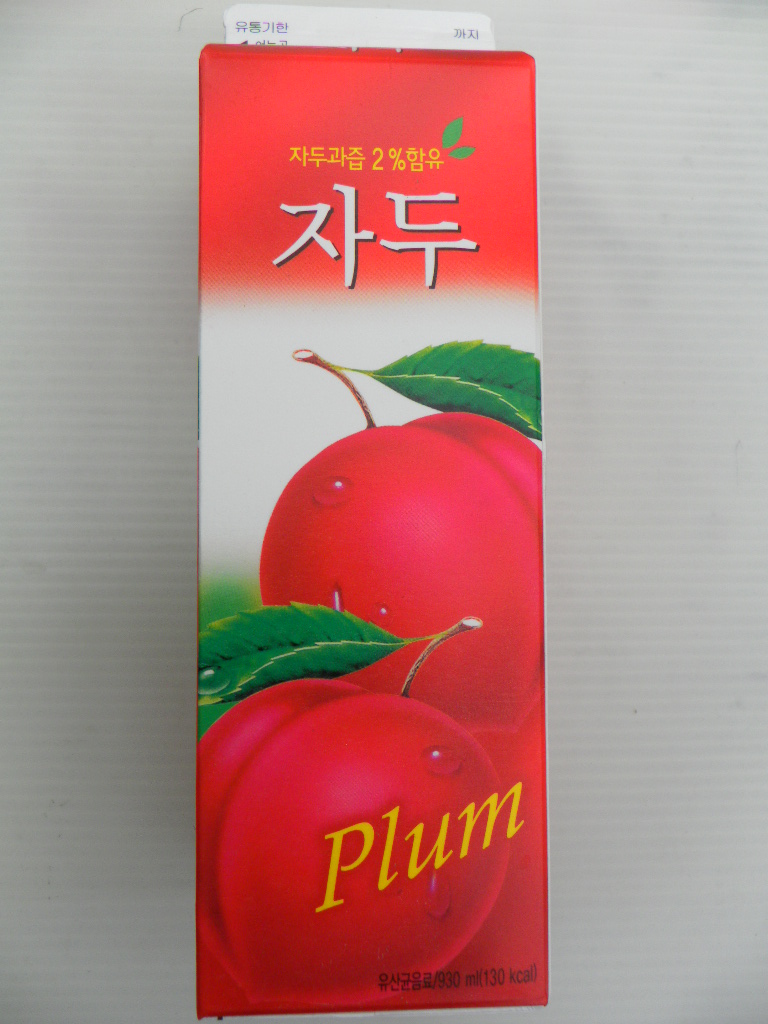 유통기한 까지
자두과즙 2%함유
자두
Plum
유산균음료/930 ml(130 kcal)